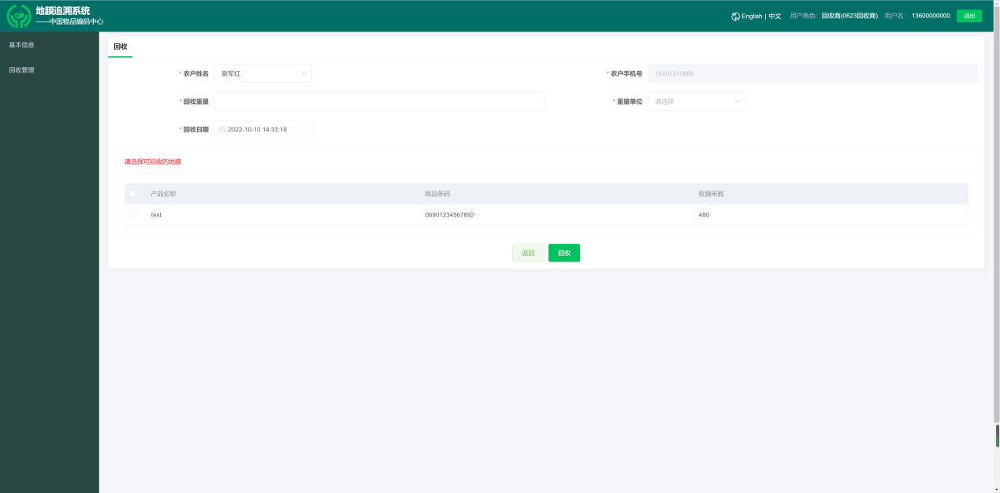 地膜追溯系统
——中国物品编码中心
English | 中文 用户角色: 回收商(0623回收商) 用户名: 13600000000 退出
基本信息
回收管理
回收
* 农户姓名 谢军红 * 农户手机号 15101310868
* 回收重量 * 重量单位 请选择
* 回收日期 2022-10-10 14:33:18
请选择可回收的地膜
产品名称 商品条码 收膜米数
test 06901234567892 480
返回 回收